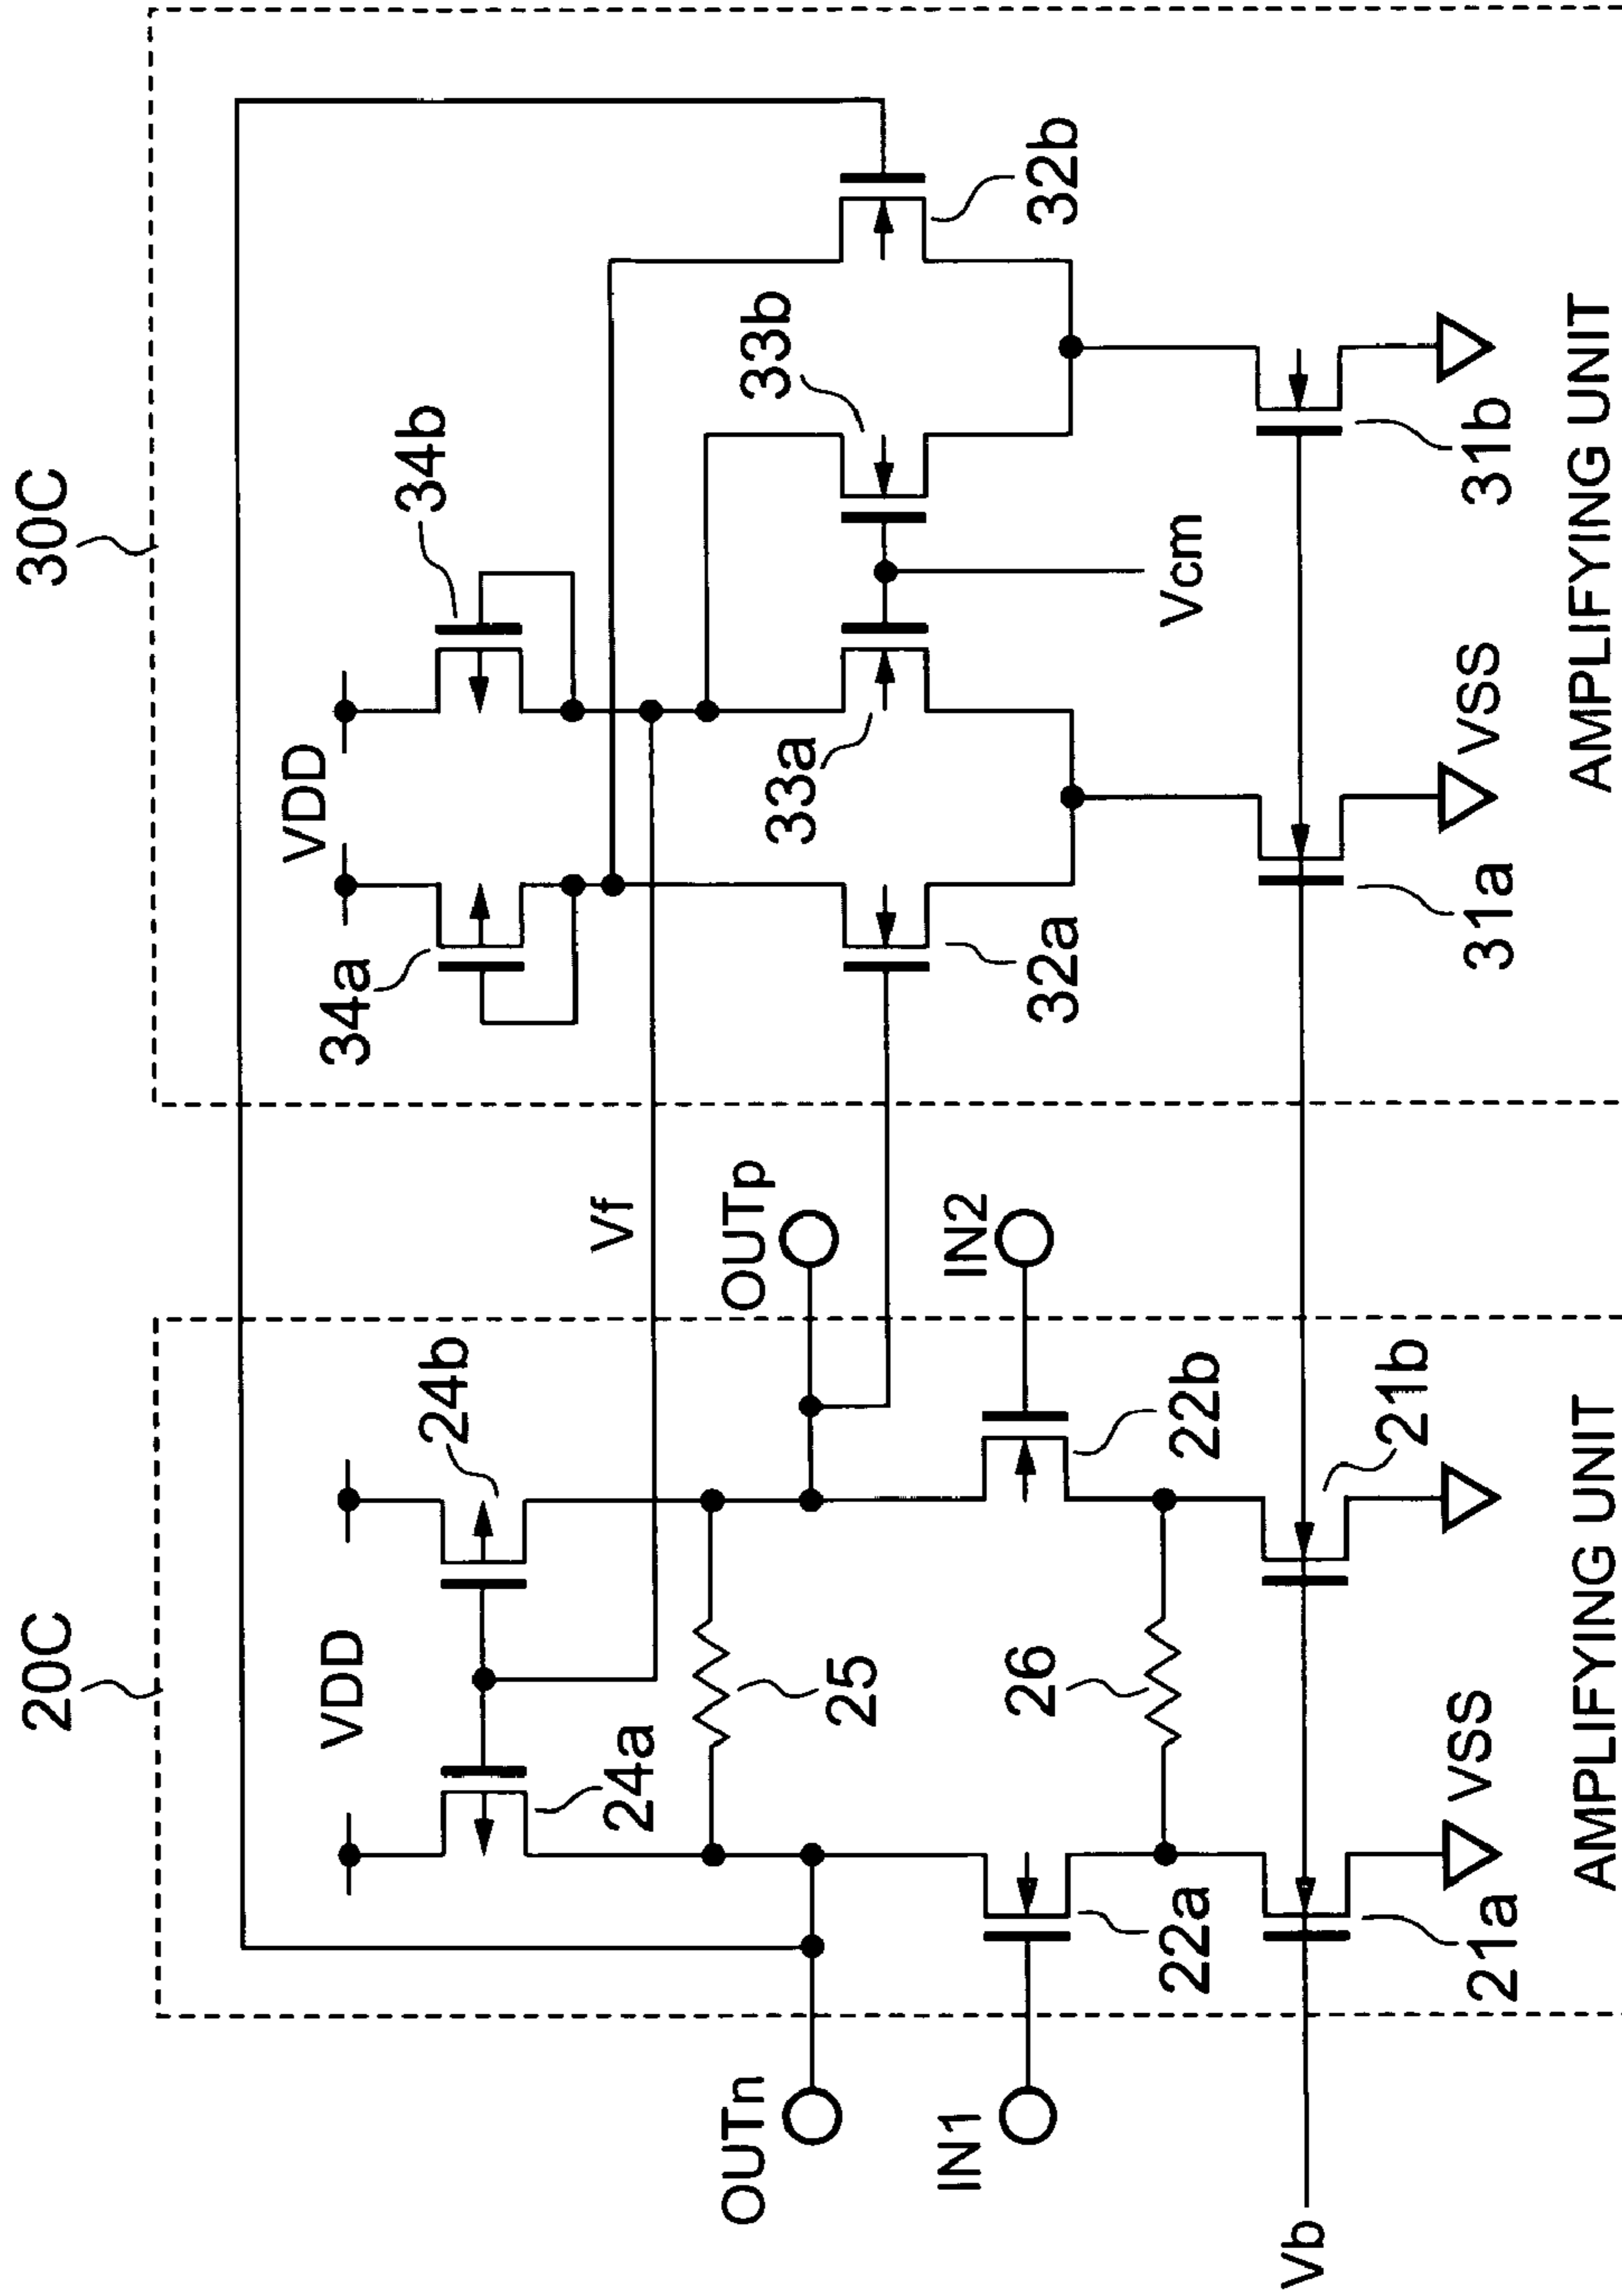 20C
30C
VDD
24a
24b
VDD
34a
34b
Vf
OUTn
OUTp
25
33a
33b
IN1
IN2
22a
26
22b
32a
Vcm
32b
Vb
21a
VSS
21b
31a
VSS
31b
AMPLIFYING UNIT
AMPLIFYING UNIT